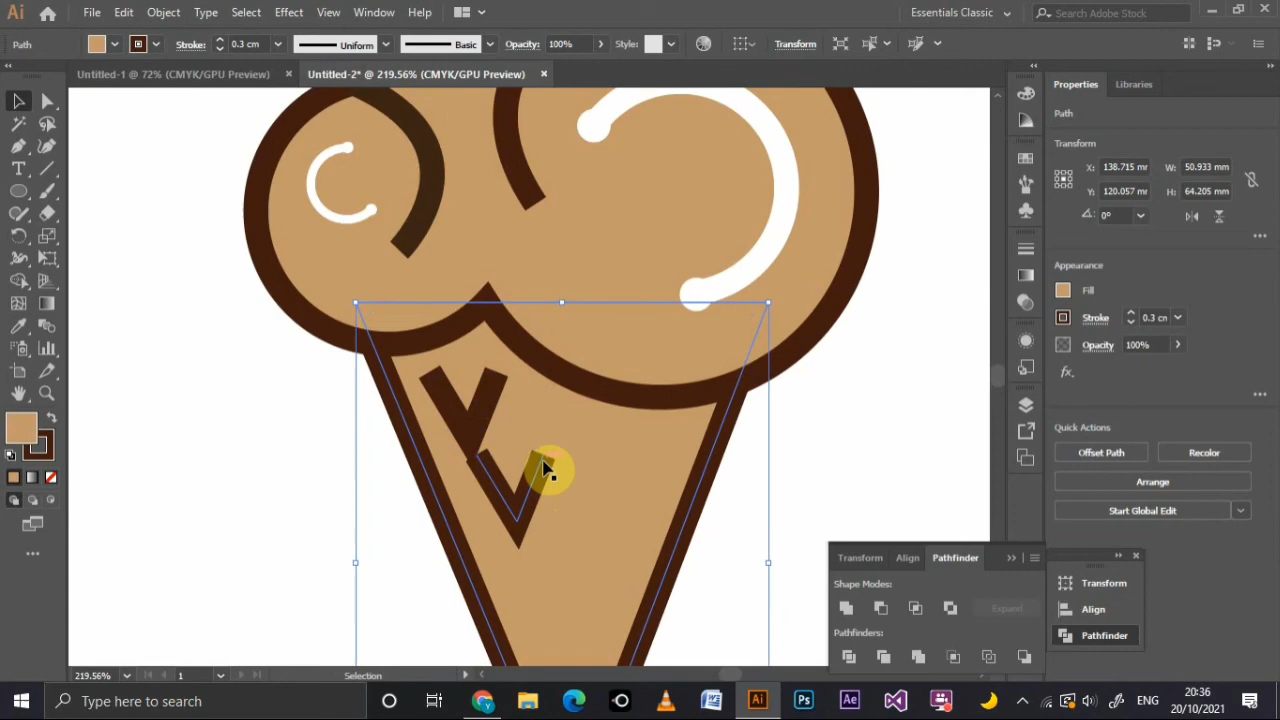 Ai File Edit Object Type Select Effect View Window Help Essentials Classic Search Adobe Stock
Path Stroke: 0.3 cm Uniform Basic Opacity: 100% Style: Transform
Untitled-1 @ 72% (CMYK/GPU Preview) × Untitled-2* @ 219.56% (CMYK/GPU Preview) ×
Properties Libraries
Path
Transform
X: 138.715 mm W: 50.933 mm
Y: 120.057 mm H: 64.205 mm
0°
Appearance
Fill
Stroke 0.3 cm
Opacity 100%
fx.
Quick Actions
Offset Path Recolor
Arrange
Start Global Edit
Transform Align Pathfinder
Shape Modes:
Expand
Pathfinders:
Transform
Align
Pathfinder
219.56% 1 Selection
Type here to search
W Ai Ps Ae ENG
20:36
20/10/2021